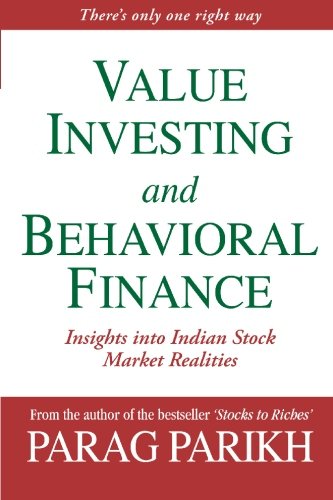 There's only one right way
VALUE
INVESTING
and
BEHAVIORAL
FINANCE
Insights into Indian Stock
Market Realities
From the author of the bestseller 'Stocks to Riches'
PARAG PARIKH